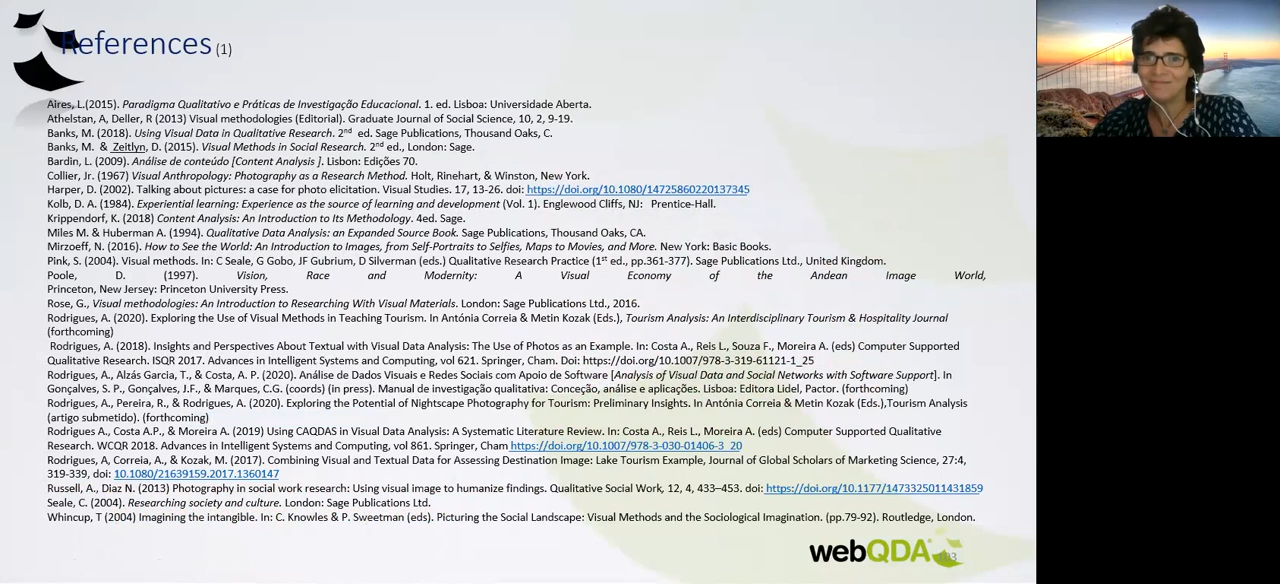 References (1)
Aires, L.(2015). Paradigma Qualitativo e Práticas de Investigação Educacional. 1. ed. Lisboa: Universidade Aberta.
Athelstan, A, Deller, R (2013) Visual methodologies (Editorial). Graduate Journal of Social Science, 10, 2, 9-19.
Banks, M. (2018). Using Visual Data in Qualitative Research. 2nd ed. Sage Publications, Thousand Oaks, C.
Banks, M. & Zeitlyn, D. (2015). Visual Methods in Social Research. 2nd ed., London: Sage.
Bardin, L. (2009). Análise de conteúdo [Content Analysis ]. Lisbon: Edições 70.
Collier, Jr. (1967) Visual Anthropology: Photography as a Research Method. Holt, Rinehart, & Winston, New York.
Harper, D. (2002). Talking about pictures: a case for photo elicitation. Visual Studies. 17, 13-26. doi: https://doi.org/10.1080/14725860220137345
Kolb, D. A. (1984). Experiential learning: Experience as the source of learning and development (Vol. 1). Englewood Cliffs, NJ: Prentice-Hall.
Krippendorf, K. (2018) Content Analysis: An Introduction to Its Methodology. 4ed. Sage.
Miles M. & Huberman A. (1994). Qualitative Data Analysis: an Expanded Source Book. Sage Publications, Thousand Oaks, CA.
Mirzoeff, N. (2016). How to See the World: An Introduction to Images, from Self-Portraits to Selfies, Maps to Movies, and More. New York: Basic Books.
Pink, S. (2004). Visual methods. In: C Seale, G Gobo, JF Gubrium, D Silverman (eds.) Qualitative Research Practice (1st ed., pp.361-377). Sage Publications Ltd., United Kingdom.
Poole, D. (1997). Vision, Race and Modernity: A Visual Economy of the Andean Image World,
Princeton, New Jersey: Princeton University Press.
Rose, G., Visual methodologies: An Introduction to Researching With Visual Materials. London: Sage Publications Ltd., 2016.
Rodrigues, A. (2020). Exploring the Use of Visual Methods in Teaching Tourism. In Antónia Correia & Metin Kozak (Eds.), Tourism Analysis: An Interdisciplinary Tourism & Hospitality Journal
(forthcoming)
Rodrigues, A. (2018). Insights and Perspectives About Textual with Visual Data Analysis: The Use of Photos as an Example. In: Costa A., Reis L., Souza F., Moreira A. (eds) Computer Supported
Qualitative Research. ISQR 2017. Advances in Intelligent Systems and Computing, vol 621. Springer, Cham. Doi: https://doi.org/10.1007/978-3-319-61121-1_25
Rodrigues, A., Alzás Garcia, T., & Costa, A. P. (2020). Análise de Dados Visuais e Redes Sociais com Apoio de Software [Analysis of Visual Data and Social Networks with Software Support]. In
Gonçalves, S. P., Gonçalves, J.F., & Marques, C.G. (coords) (in press). Manual de investigação qualitativa: Conceção, análise e aplicações. Lisboa: Editora Lidel, Pactor. (forthcoming)
Rodrigues, A., Pereira, R., & Rodrigues, A. (2020). Exploring the Potential of Nightscape Photography for Tourism: Preliminary Insights. In Antónia Correia & Metin Kozak (Eds.),Tourism Analysis
(artigo submetido). (forthcoming)
Rodrigues A., Costa A.P., & Moreira A. (2019) Using CAQDAS in Visual Data Analysis: A Systematic Literature Review. In: Costa A., Reis L., Moreira A. (eds) Computer Supported Qualitative
Research. WCQR 2018. Advances in Intelligent Systems and Computing, vol 861. Springer, Cham https://doi.org/10.1007/978-3-030-01406-3_20
Rodrigues, A, Correia, A., & Kozak, M. (2017). Combining Visual and Textual Data for Assessing Destination Image: Lake Tourism Example, Journal of Global Scholars of Marketing Science, 27:4,
319-339, doi: 10.1080/21639159.2017.1360147
Russell, A., Diaz N. (2013) Photography in social work research: Using visual image to humanize findings. Qualitative Social Work, 12, 4, 433–453. doi: https://doi.org/10.1177/1473325011431859
Seale, C. (2004). Researching society and culture. London: Sage Publications Ltd.
Whincup, T (2004) Imagining the intangible. In: C. Knowles & P. Sweetman (eds). Picturing the Social Landscape: Visual Methods and the Sociological Imagination. (pp.79-92). Routledge, London.
webQDA